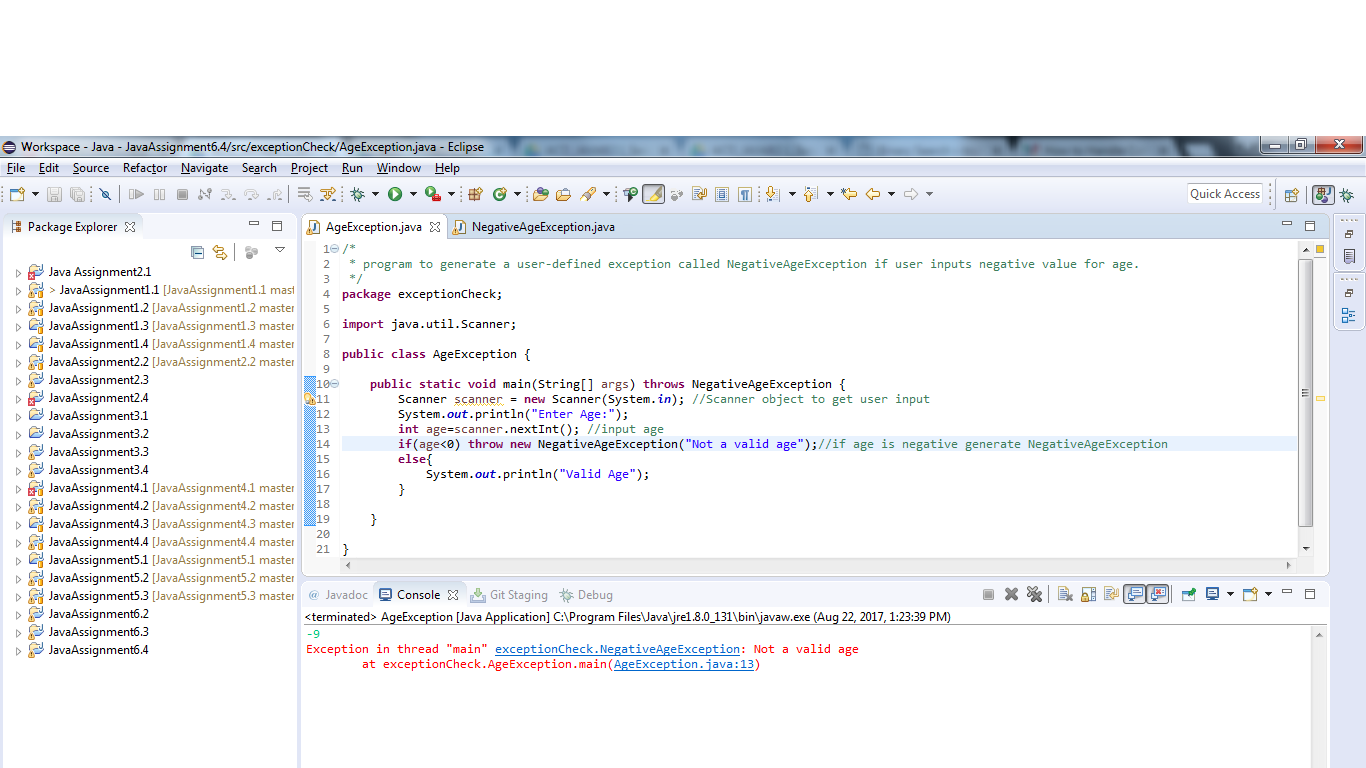 Workspace - Java - JavaAssignment6.4/src/exceptionCheck/AgeException.java - Eclipse
File Edit Source Refactor Navigate Search Project Run Window Help
Quick Access
Package Explorer
Java Assignment2.1
> JavaAssignment1.1 [JavaAssignment1.1 mast
JavaAssignment1.2 [JavaAssignment1.2 master
JavaAssignment1.3 [JavaAssignment1.3 master
JavaAssignment1.4 [JavaAssignment1.4 master
JavaAssignment2.2 [JavaAssignment2.2 master
JavaAssignment2.3
JavaAssignment2.4
JavaAssignment3.1
JavaAssignment3.2
JavaAssignment3.3
JavaAssignment3.4
JavaAssignment4.1 [JavaAssignment4.1 master
JavaAssignment4.2 [JavaAssignment4.2 master
JavaAssignment4.3 [JavaAssignment4.3 master
JavaAssignment4.4 [JavaAssignment4.4 master
JavaAssignment5.1 [JavaAssignment5.1 master
JavaAssignment5.2 [JavaAssignment5.2 master
JavaAssignment5.3 [JavaAssignment5.3 master
JavaAssignment6.2
JavaAssignment6.3
JavaAssignment6.4
AgeException.java NegativeAgeException.java
1 /*
2 * program to generate a user-defined exception called NegativeAgeException if user inputs negative value for age.
3 */
4 package exceptionCheck;
5
6 import java.util.Scanner;
7
8 public class AgeException {
9
10 public static void main(String[] args) throws NegativeAgeException {
11 Scanner scanner = new Scanner(System.in); //Scanner object to get user input
12 System.out.println("Enter Age:");
13 int age=scanner.nextInt(); //input age
14 if(age<0) throw new NegativeAgeException("Not a valid age");//if age is negative generate NegativeAgeException
15 else{
16 System.out.println("Valid Age");
17 }
18
19 }
20
21 }
@ Javadoc Console Git Staging Debug
<terminated> AgeException [Java Application] C:\Program Files\Java\jre1.8.0_131\bin\javaw.exe (Aug 22, 2017, 1:23:39 PM)
-9
Exception in thread "main" exceptionCheck.NegativeAgeException: Not a valid age
at exceptionCheck.AgeException.main(AgeException.java:13)